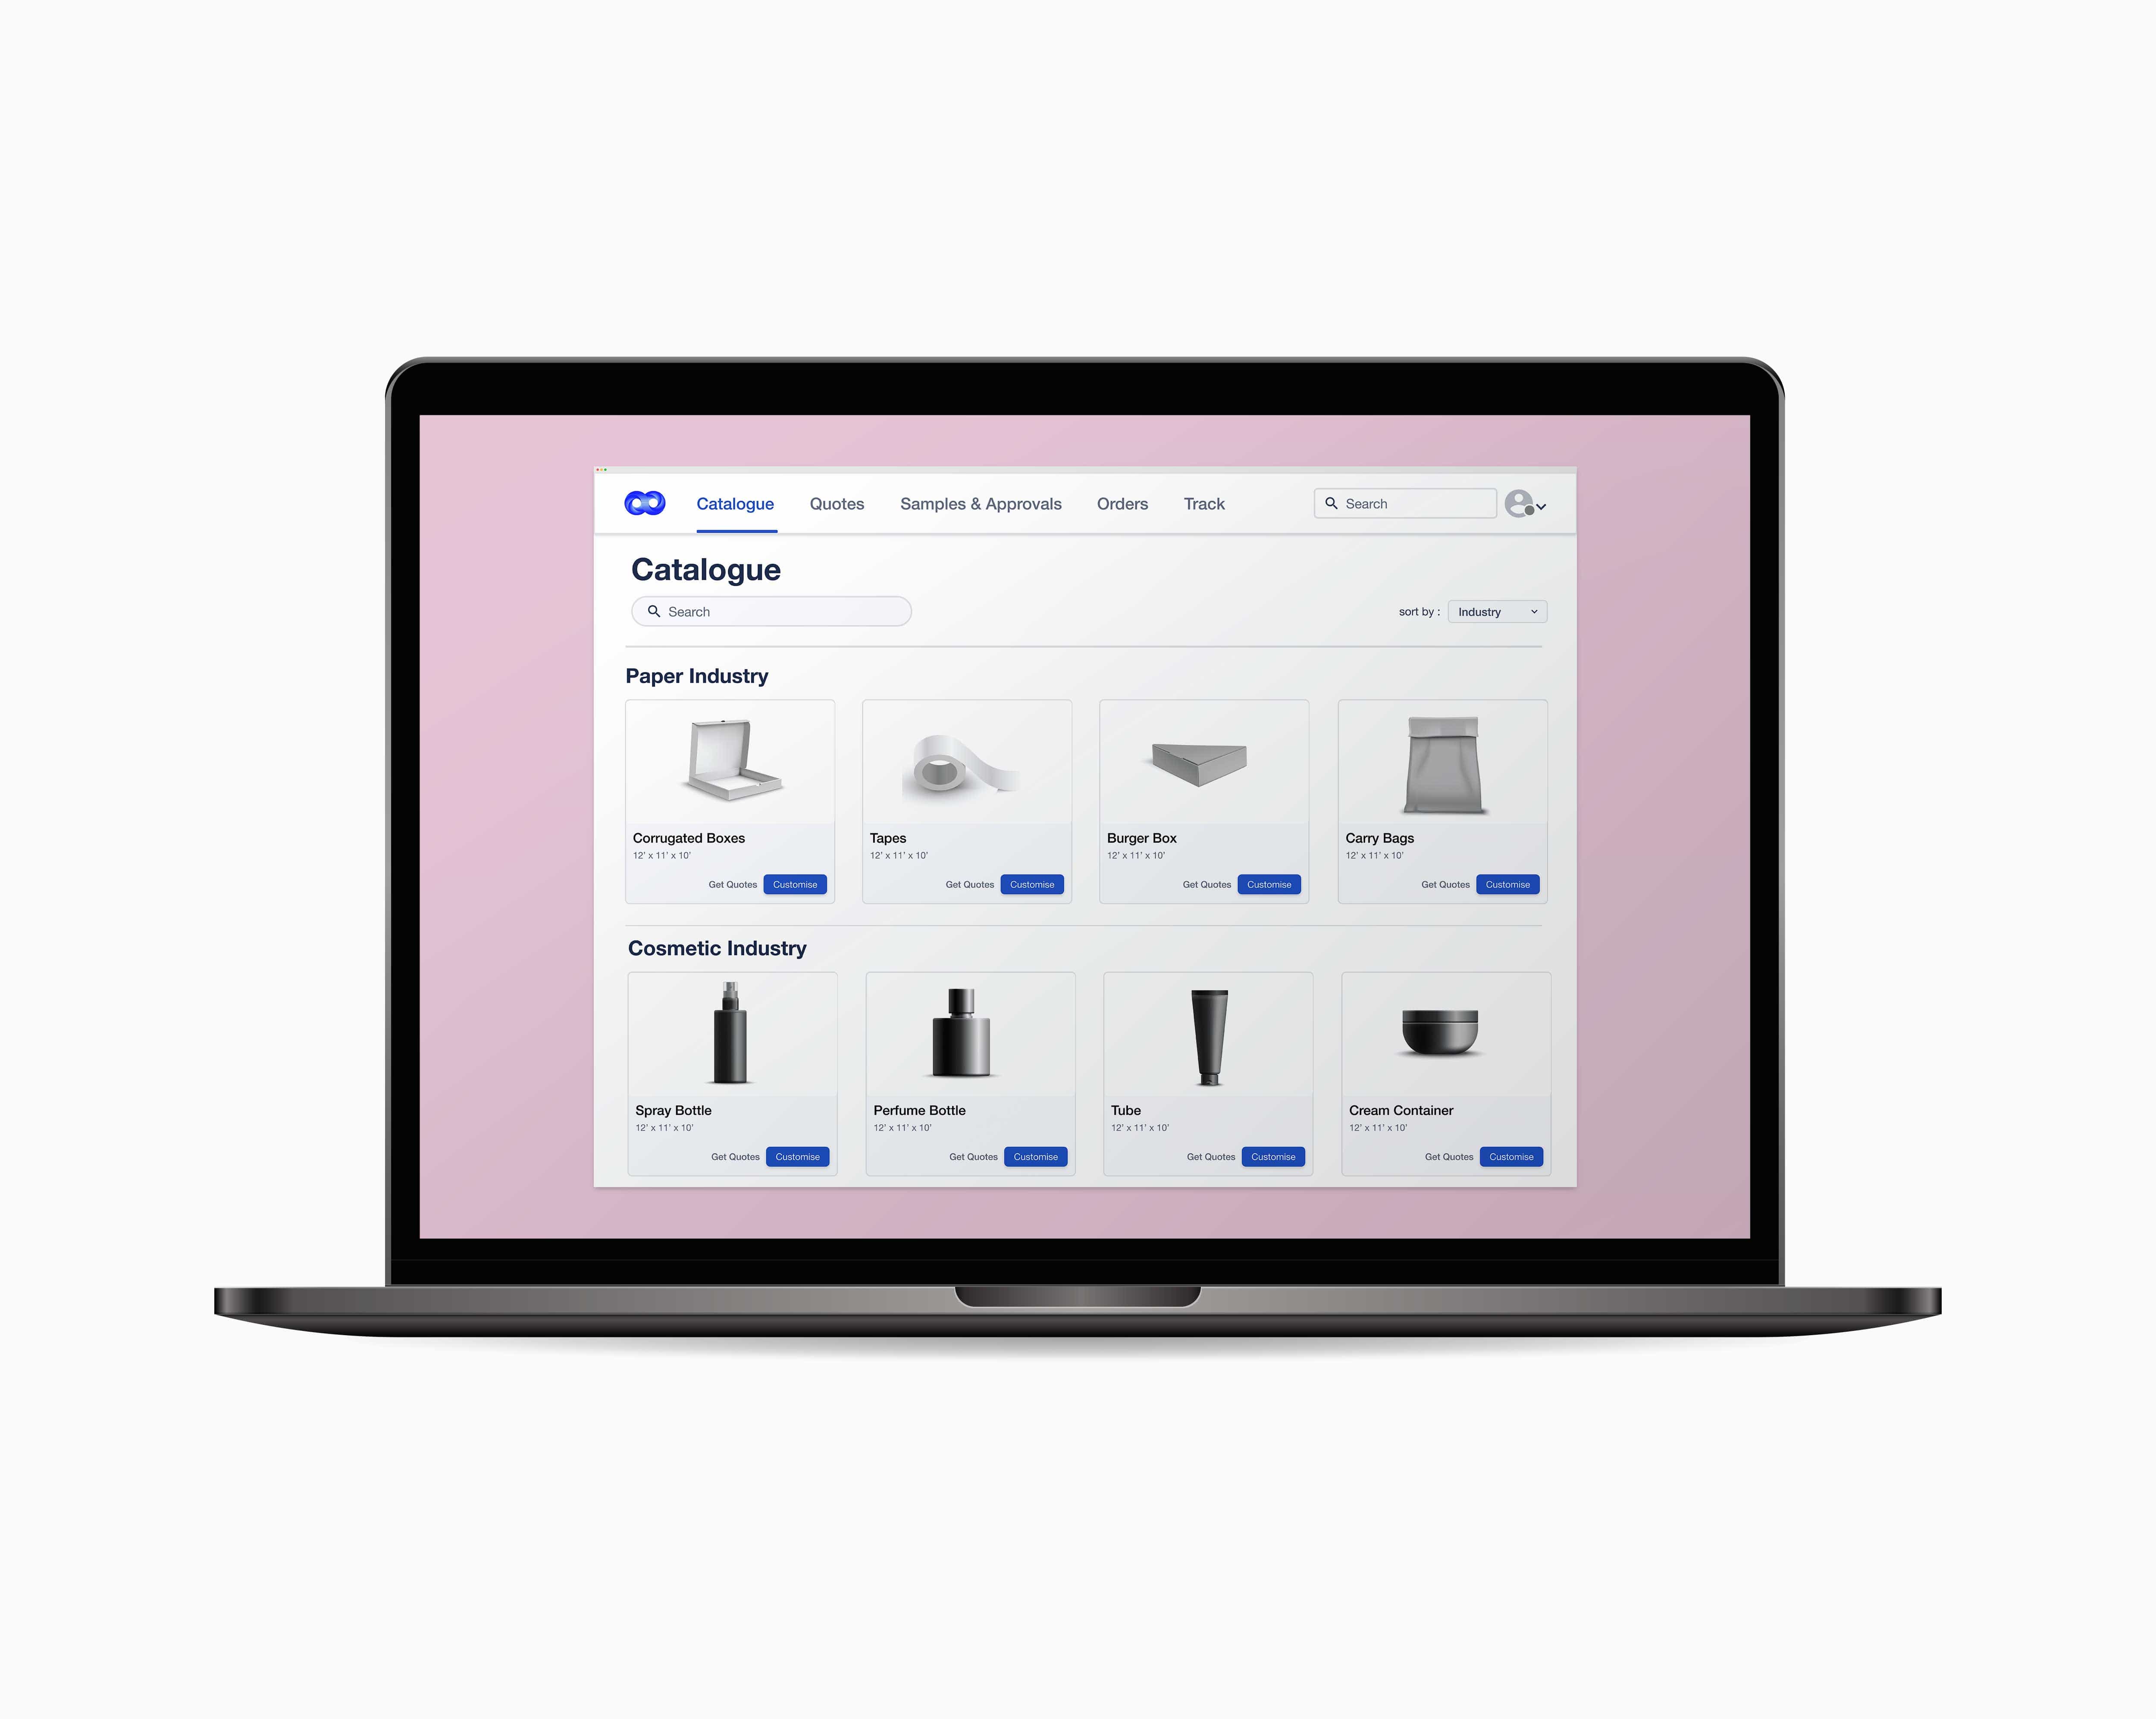 Catalogue Quotes Samples & Approvals Orders Track Search
Catalogue
Search sort by : Industry
Paper Industry
Corrugated Boxes Tapes Burger Box Carry Bags
12' x 11' x 10' 12' x 11' x 10' 12' x 11' x 10' 12' x 11' x 10'
Get Quotes Customise Get Quotes Customise Get Quotes Customise Get Quotes Customise
Cosmetic Industry
Spray Bottle Perfume Bottle Tube Cream Container
12' x 11' x 10' 12' x 11' x 10' 12' x 11' x 10' 12' x 11' x 10'
Get Quotes Customise Get Quotes Customise Get Quotes Customise Get Quotes Customise